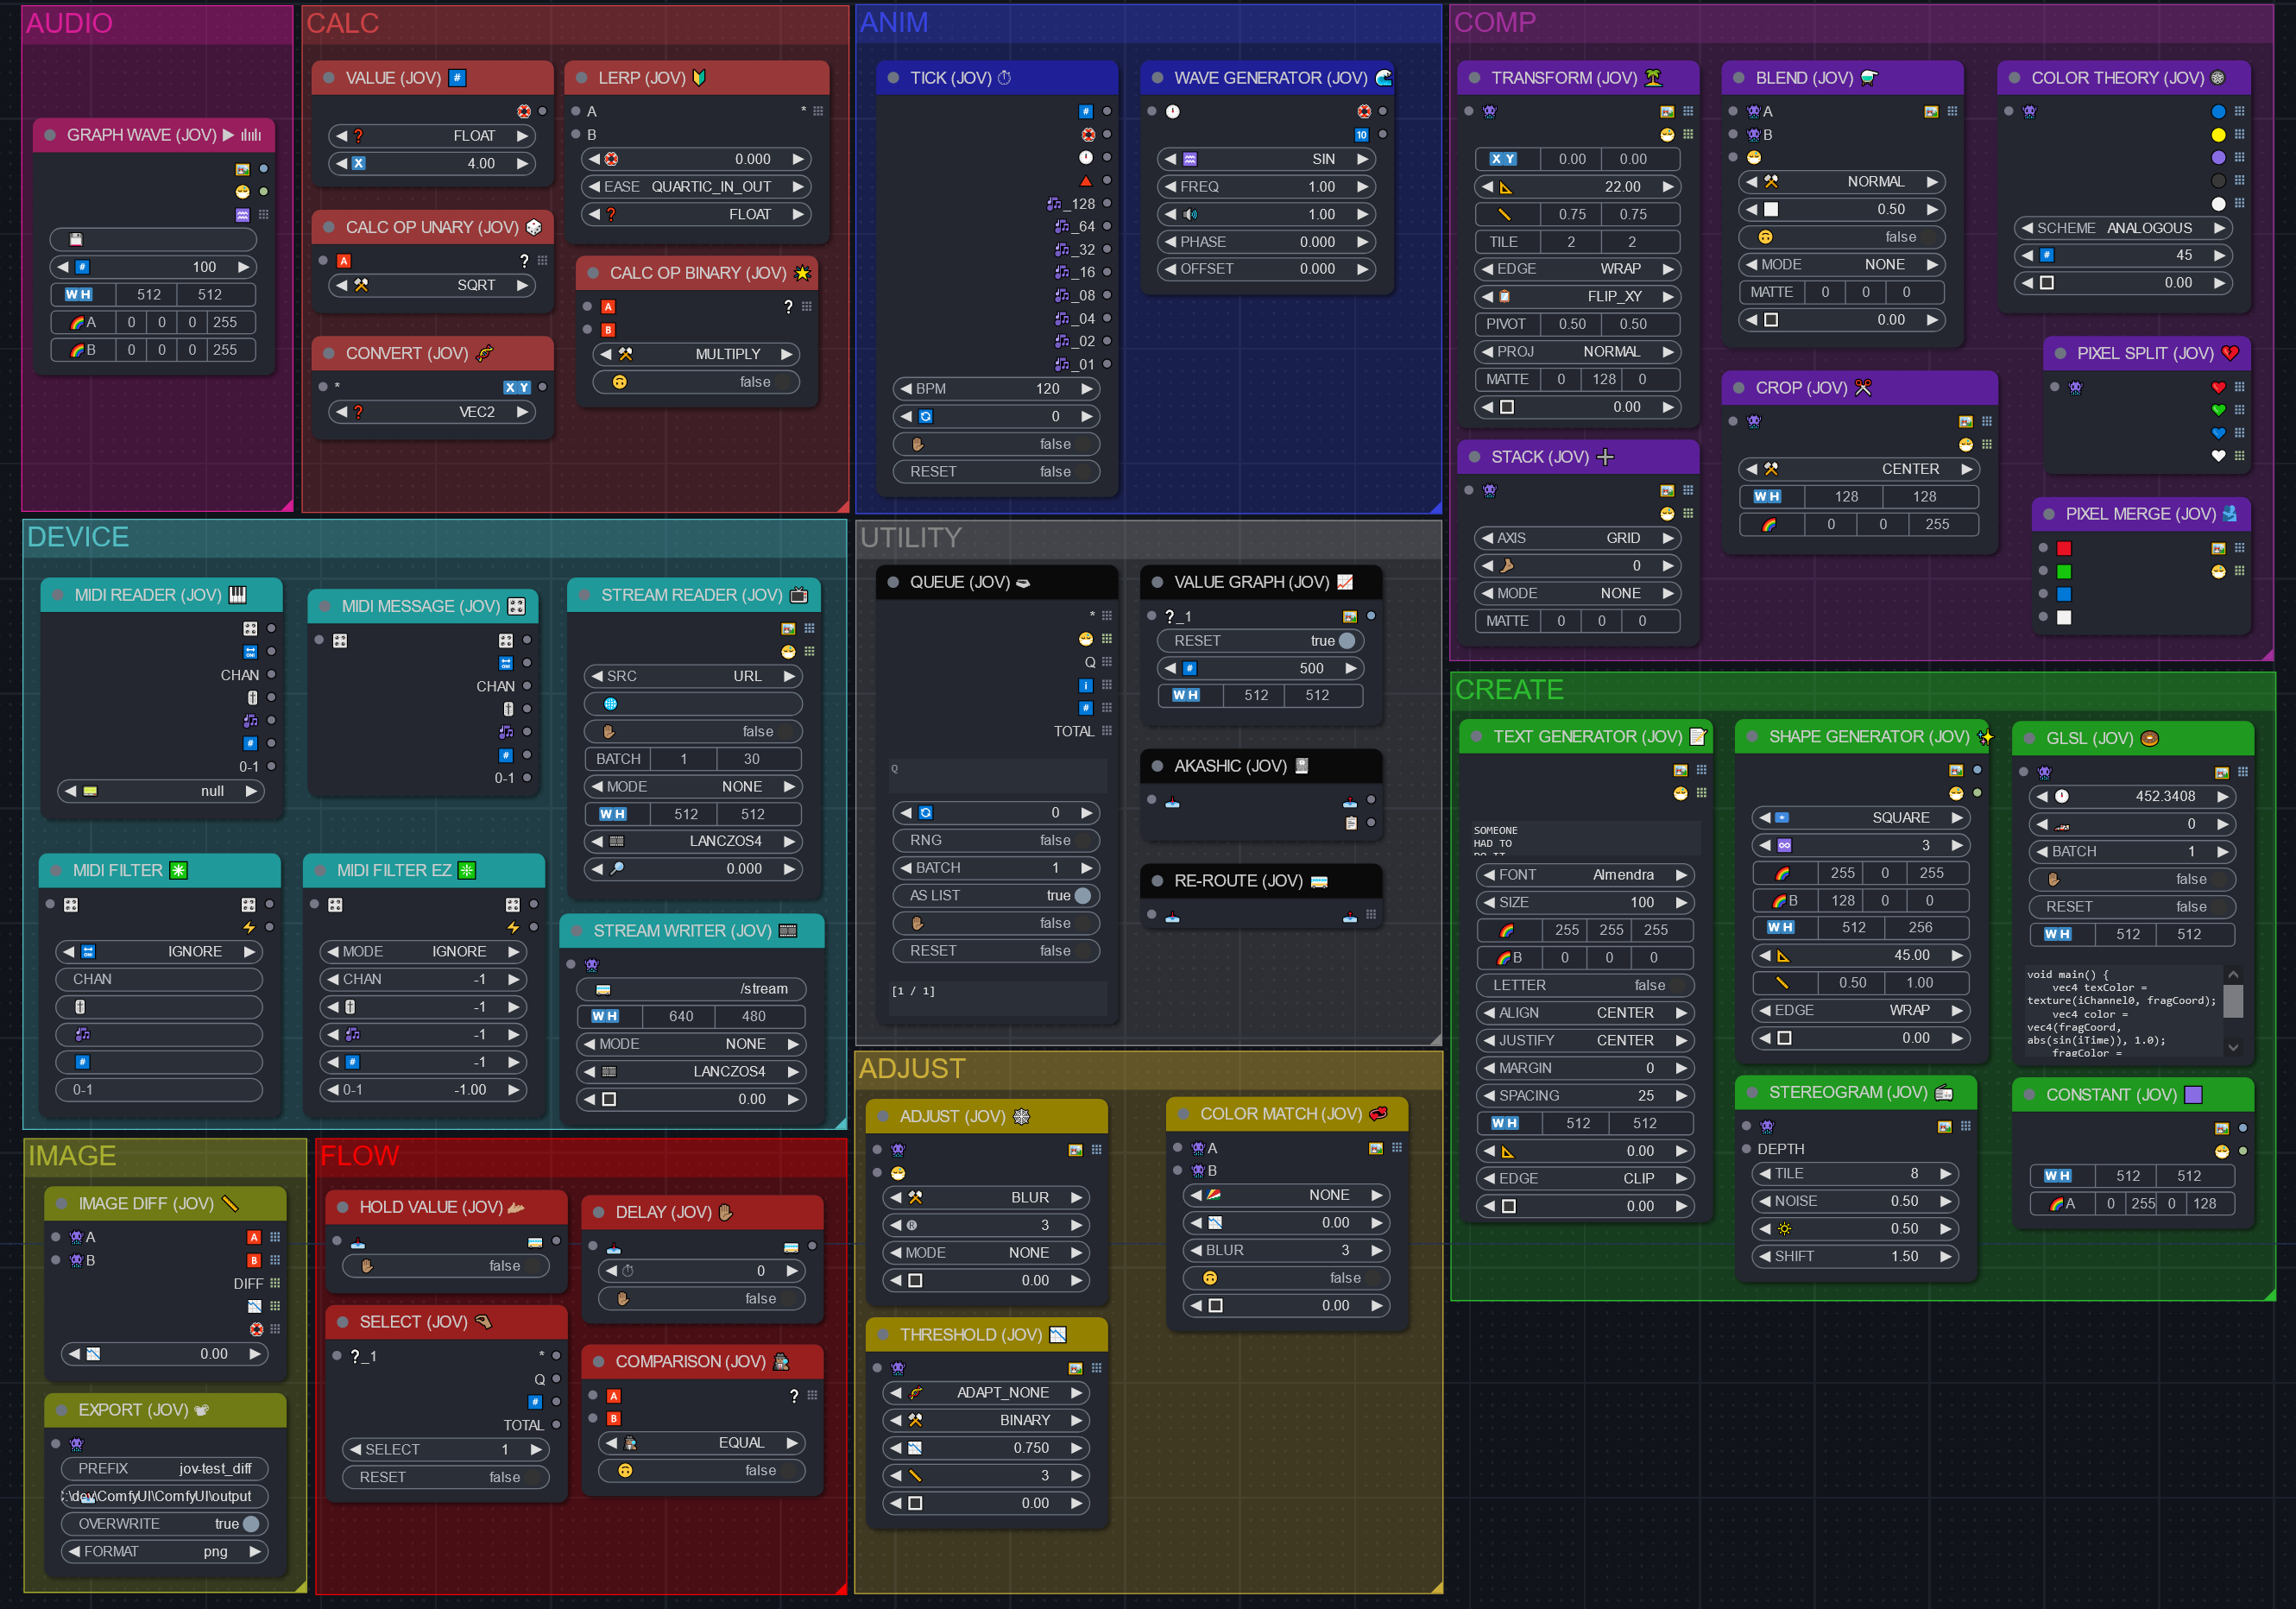 AUDIO
GRAPH WAVE (JOV)
100
W H 512 512
A 0 0 0 255
B 0 0 0 255
CALC
VALUE (JOV) #
FLOAT
X 4.00
LERP (JOV)
A *
B
0.000
EASE QUARTIC_IN_OUT
FLOAT
CALC OP UNARY (JOV)
A ?
SQRT
CALC OP BINARY (JOV)
A ?
B
MULTIPLY
false
CONVERT (JOV)
* X Y
VEC2
ANIM
TICK (JOV)
#
_128
_64
_32
_16
_08
_04
_02
_01
BPM 120
0
false
RESET false
WAVE GENERATOR (JOV)
10
SIN
FREQ 1.00
1.00
PHASE 0.000
OFFSET 0.000
COMP
TRANSFORM (JOV)
X Y 0.00 0.00
22.00
0.75 0.75
TILE 2 2
EDGE WRAP
FLIP_XY
PIVOT 0.50 0.50
PROJ NORMAL
MATTE 0 128 0
0.00
BLEND (JOV)
A
B
NORMAL
0.50
false
MODE NONE
MATTE 0 0 0
0.00
COLOR THEORY (JOV)
SCHEME ANALOGOUS
# 45
0.00
PIXEL SPLIT (JOV)
CROP (JOV)
CENTER
W H 128 128
0 0 255
STACK (JOV)
AXIS GRID
0
MODE NONE
MATTE 0 0 0
PIXEL MERGE (JOV)
DEVICE
MIDI READER (JOV)
CHAN
#
0-1
null
MIDI MESSAGE (JOV)
CHAN
#
0-1
STREAM READER (JOV)
SRC URL
false
BATCH 1 30
MODE NONE
W H 512 512
LANCZOS4
0.000
MIDI FILTER
IGNORE
CHAN
#
0-1
MIDI FILTER EZ
MODE IGNORE
CHAN -1
-1
-1
# -1
0-1 -1.00
STREAM WRITER (JOV)
/stream
W H 640 480
MODE NONE
LANCZOS4
0.00
UTILITY
QUEUE (JOV)
*
Q
i
#
TOTAL
Q
0
RNG false
BATCH 1
AS LIST true
false
RESET false
[1 / 1]
VALUE GRAPH (JOV)
?_1
RESET true
# 500
W H 512 512
AKASHIC (JOV)
RE-ROUTE (JOV)
CREATE
TEXT GENERATOR (JOV)
SOMEONE
HAD TO
DO IT
FONT Almendra
SIZE 100
255 255 255
B 0 0 0
LETTER false
ALIGN CENTER
JUSTIFY CENTER
MARGIN 0
SPACING 25
W H 512 512
0.00
EDGE CLIP
0.00
SHAPE GENERATOR (JOV)
SQUARE
3
255 0 255
B 128 0 0
W H 512 256
45.00
0.50 1.00
EDGE WRAP
0.00
GLSL (JOV)
452.3408
0
BATCH 1
false
RESET false
W H 512 512
void main() {
vec4 texColor =
texture(iChannel0, fragCoord);
vec4 color =
vec4(fragCoord,
abs(sin(iTime)), 1.0);
fragColor =
STEREOGRAM (JOV)
DEPTH
TILE 8
NOISE 0.50
0.50
SHIFT 1.50
CONSTANT (JOV)
W H 512 512
A 0 255 0 128
IMAGE
IMAGE DIFF (JOV)
A A
B B
DIFF
0.00
EXPORT (JOV)
PREFIX jov-test_diff
:\dev\ComfyUI\ComfyUI\output
OVERWRITE true
FORMAT png
FLOW
HOLD VALUE (JOV)
false
DELAY (JOV)
0
false
SELECT (JOV)
?_1 *
Q
#
TOTAL
SELECT 1
RESET false
COMPARISON (JOV)
A ?
B
EQUAL
false
ADJUST
ADJUST (JOV)
BLUR
3
MODE NONE
0.00
COLOR MATCH (JOV)
A
B
NONE
0.00
BLUR 3
false
0.00
THRESHOLD (JOV)
ADAPT_NONE
BINARY
0.750
3
0.00